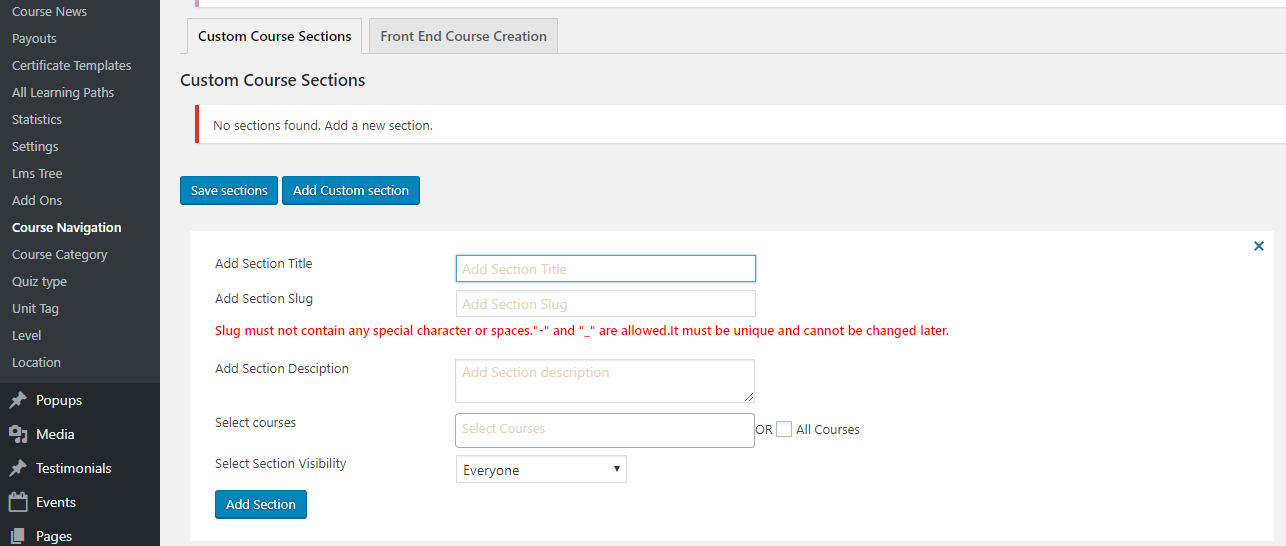 Course News
Payouts
Certificate Templates
All Learning Paths
Statistics
Settings
Lms Tree
Add Ons
Course Navigation
Course Category
Quiz type
Unit Tag
Level
Location
Popups
Media
Testimonials
Events
Pages
Custom Course Sections
Front End Course Creation
Custom Course Sections
No sections found. Add a new section.
Save sections
Add Custom section
×
Add Section Title
Add Section Title
Add Section Slug
Add Section Slug
Slug must not contain any special character or spaces."-" and "_" are allowed.It must be unique and cannot be changed later.
Add Section Desciption
Add Section description
Select courses
Select Courses
OR All Courses
Select Section Visibility
Everyone
Add Section